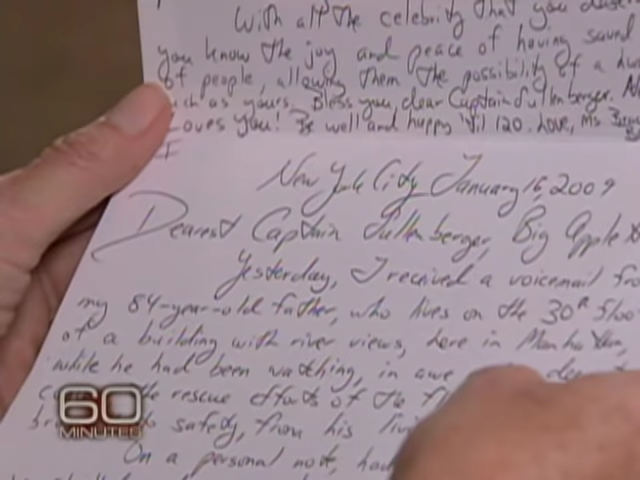 With all the celebrity that you
you know the joy and peace of having saved
of people, allowing them the possibility of a
such as yours. Bless you, dear Captain Sullenberger.
Loves you! Be well and happy 'til 120. Love, Ms.
New York City, January 16, 2009
Dearest Captain Sullenberger, Big Apple
Yesterday, I received a voicemail from
my 84-year-old father, who lives on the 30th floor
of a building with river views, here in Manhattan,
while he had been watching, in awe
the rescue efforts of the
to safety, from his
On a personal note, had
60
MINUTES